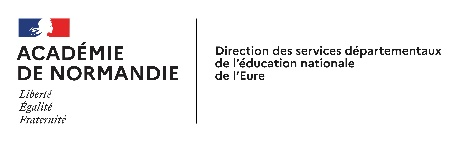 ACADÉMIE
DE NORMANDIE
Liberté
Égalité
Fraternité
Direction des services départementaux
de l'éducation nationale
de l'Eure